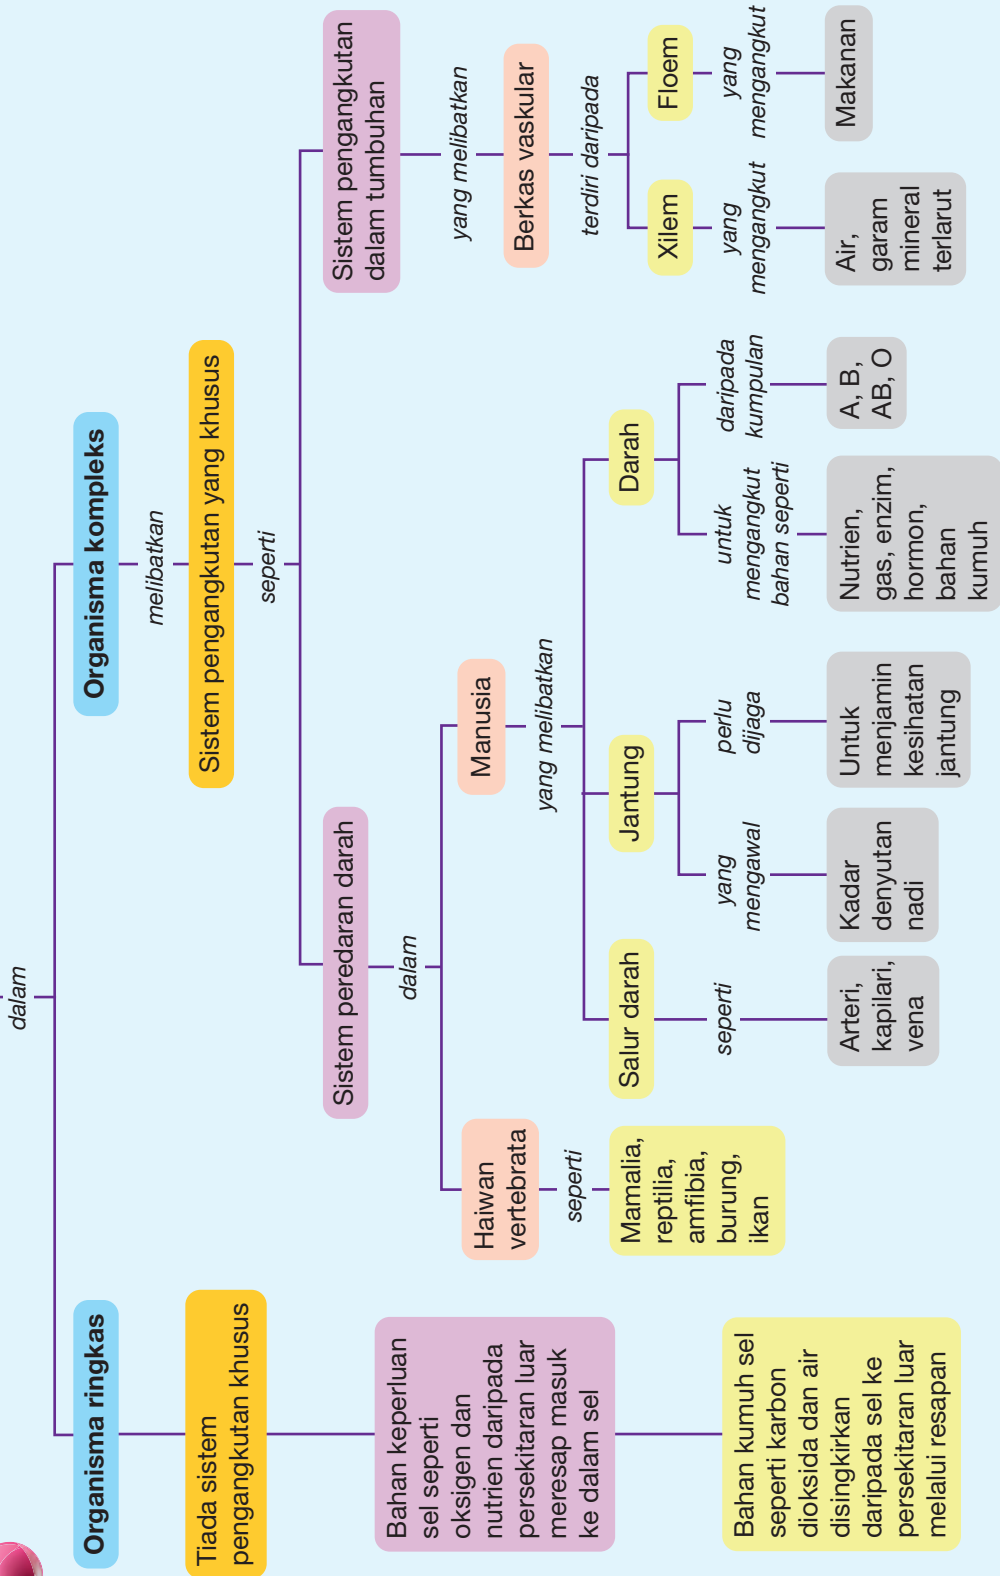 dalam
Organisma ringkas
Tiada sistem
pengangkutan khusus
Bahan keperluan
sel seperti
oksigen dan
nutrien daripada
persekitaran luar
meresap masuk
ke dalam sel
Bahan kumuh sel
seperti karbon
dioksida dan air
disingkirkan
daripada sel ke
persekitaran luar
melalui resapan
Organisma kompleks
melibatkan
Sistem pengangkutan yang khusus
seperti
Sistem peredaran darah
dalam
Haiwan
vertebrata
seperti
Mamalia,
reptilia,
amfibia,
burung,
ikan
Manusia
yang melibatkan
Salur darah
seperti
Arteri,
kapilari,
vena
Jantung
yang
mengawal
Kadar
denyutan
nadi
perlu
dijaga
Untuk
menjamin
kesihatan
jantung
Darah
untuk
mengangkut
bahan seperti
Nutrien,
gas, enzim,
hormon,
bahan
kumuh
daripada
kumpulan
A, B,
AB, O
Sistem pengangkutan
dalam tumbuhan
yang melibatkan
Berkas vaskular
terdiri daripada
Xilem
yang
mengangkut
Air,
garam
mineral
terlarut
Floem
yang
mengangkut
Makanan